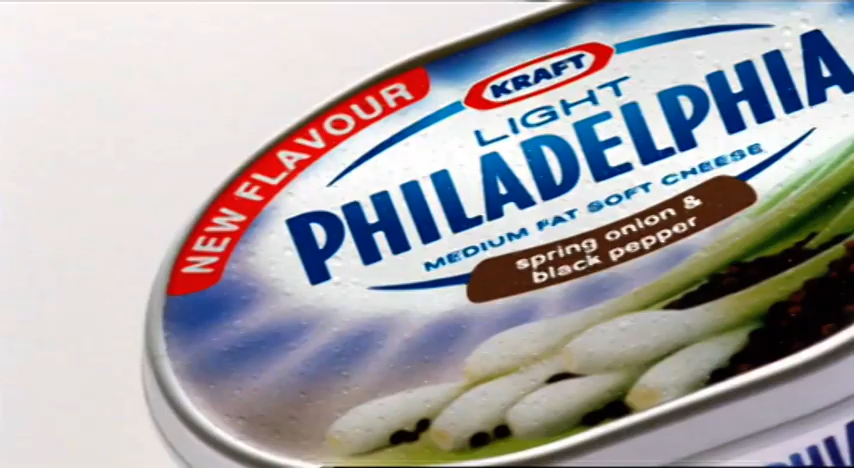 NEW FLAVOUR
KRAFT
LIGHT
PHILADELPHIA
MEDIUM FAT SOFT CHEESE
spring onion &
black pepper